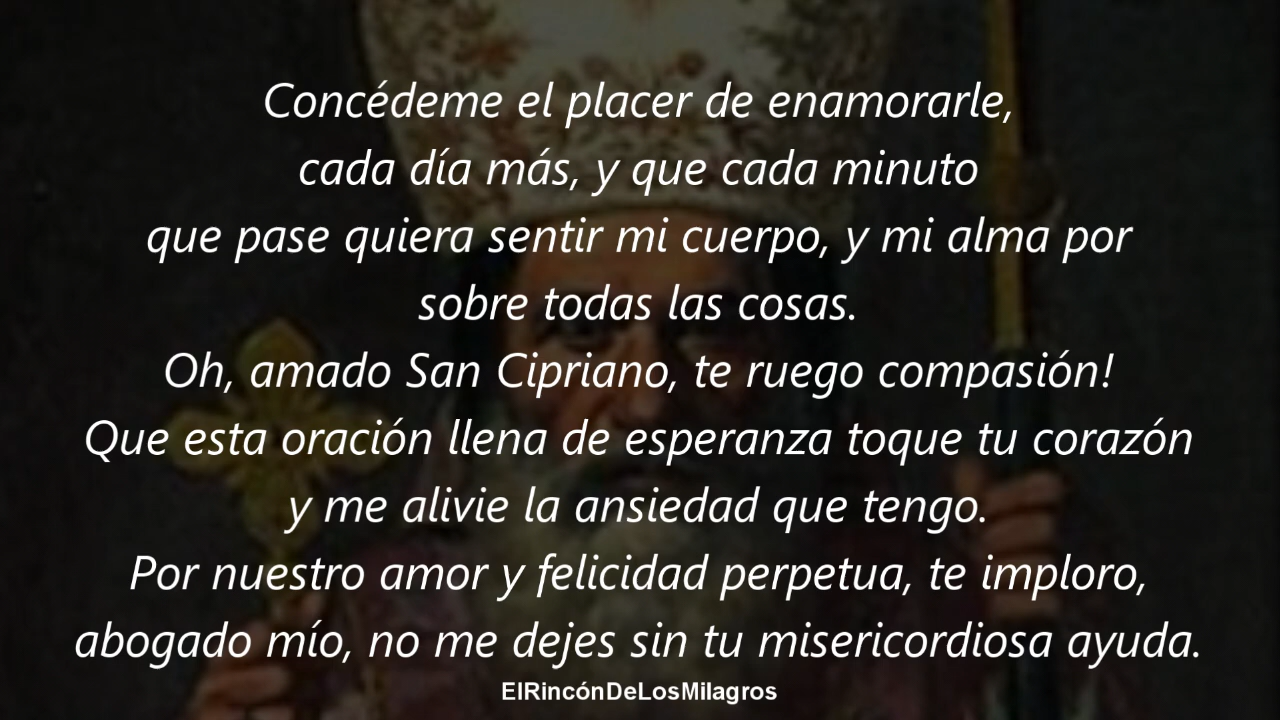 Concédeme el placer de enamorarle,
cada día más, y que cada minuto
que pase quiera sentir mi cuerpo, y mi alma por
sobre todas las cosas.
Oh, amado San Cipriano, te ruego compasión!
Que esta oración llena de esperanza toque tu corazón
y me alivie la ansiedad que tengo.
Por nuestro amor y felicidad perpetua, te imploro,
abogado mío, no me dejes sin tu misericordiosa ayuda.
ElRincónDeLosMilagros